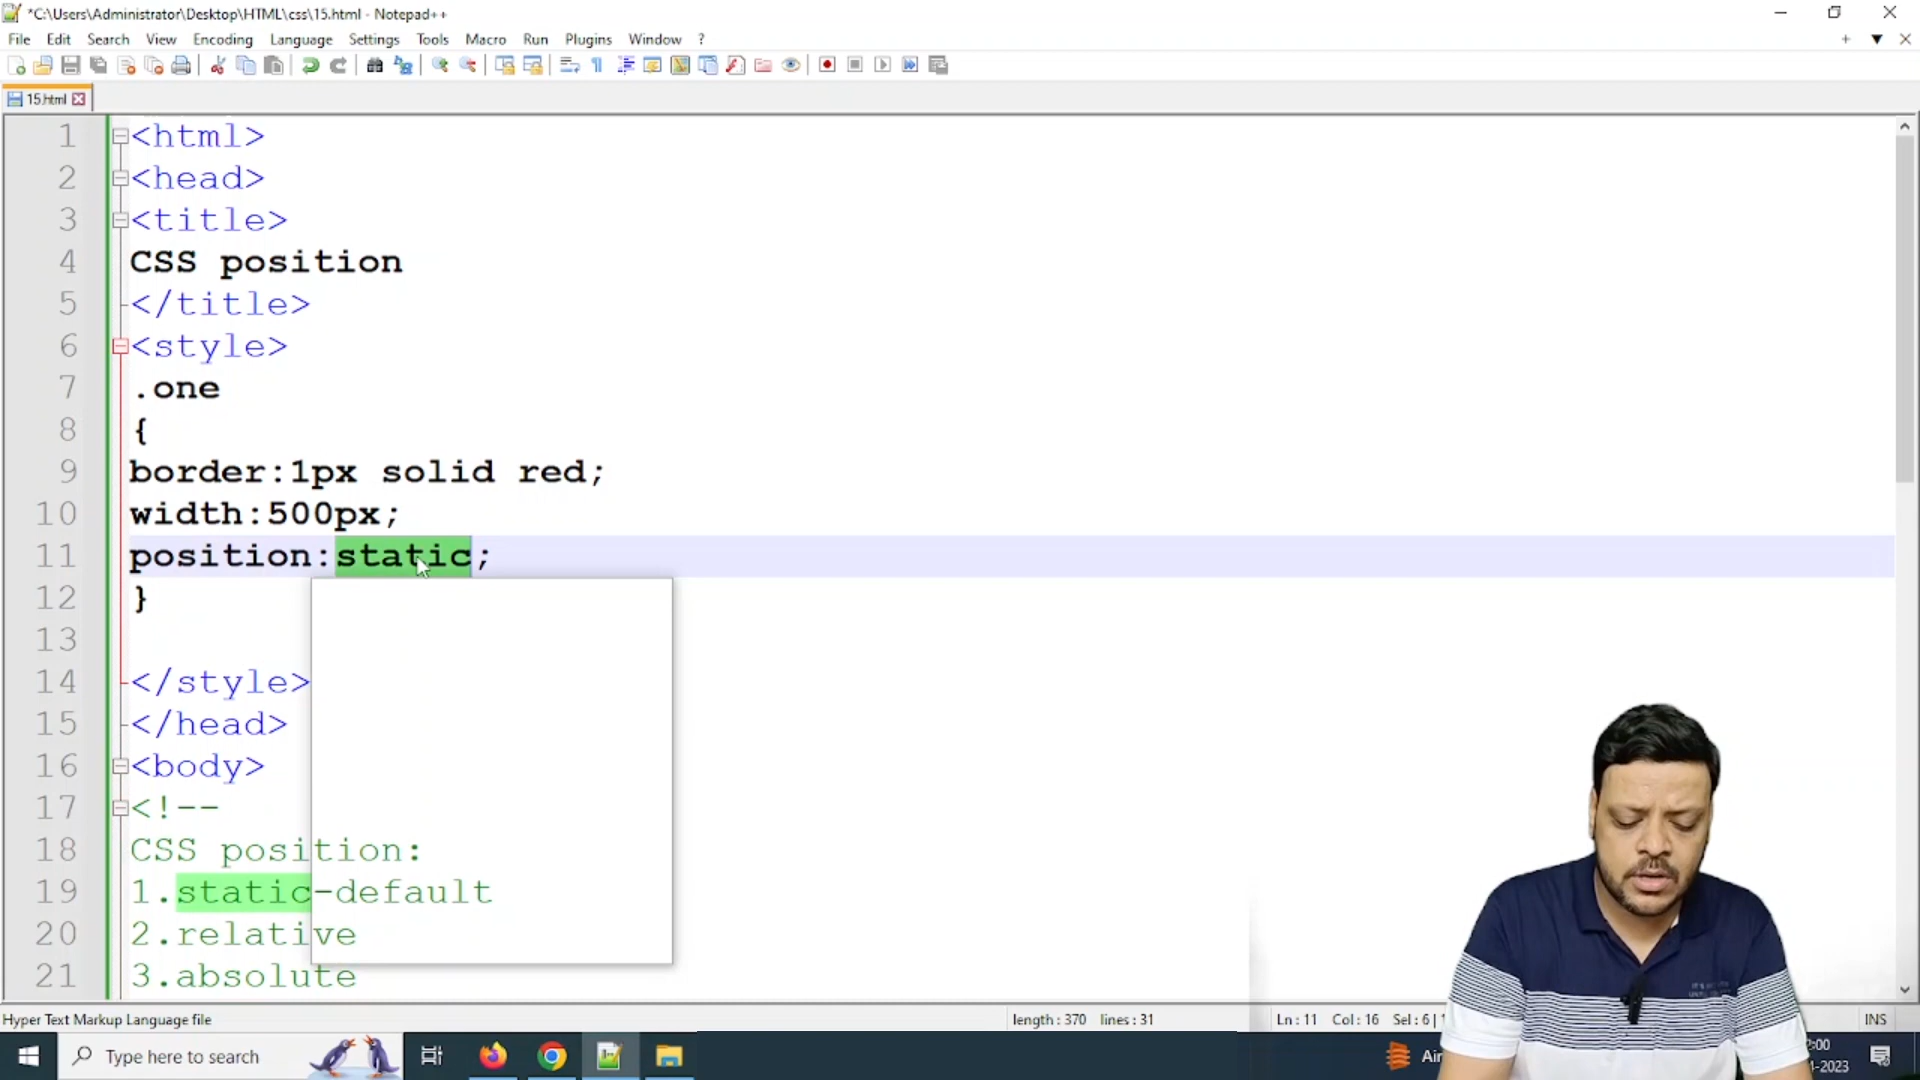 *C:\Users\Administrator\Desktop\HTML\css\15.html - Notepad++
File Edit Search View Encoding Language Settings Tools Macro Run Plugins Window ?
15.html
1 <html>
2 <head>
3 <title>
4 CSS position
5 </title>
6 <style>
7 .one
8 {
9 border:1px solid red;
10 width:500px;
11 position:static;
12 }
13
14 </style>
15 </head>
16 <body>
17 <!--
18 CSS position:
19 1.static-default
20 2.relative
21 3.absolute
Hyper Text Markup Language file length : 370 lines : 31 Ln : 11 Col : 16 Sel : 6 | 1 INS
Type here to search